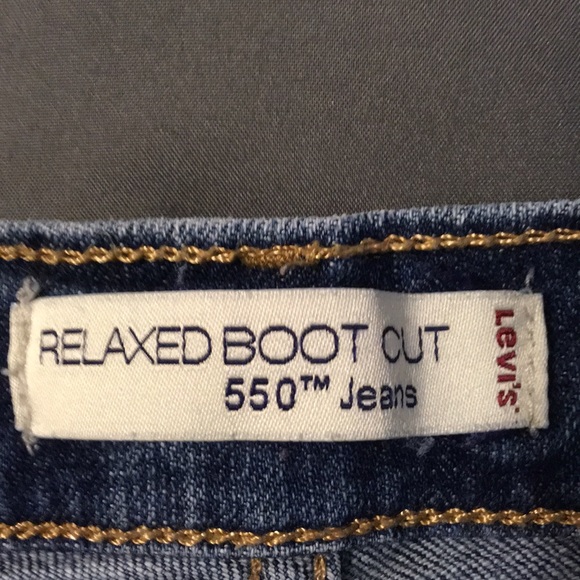 RELAXED BOOT CUT
550™ Jeans
Levi's